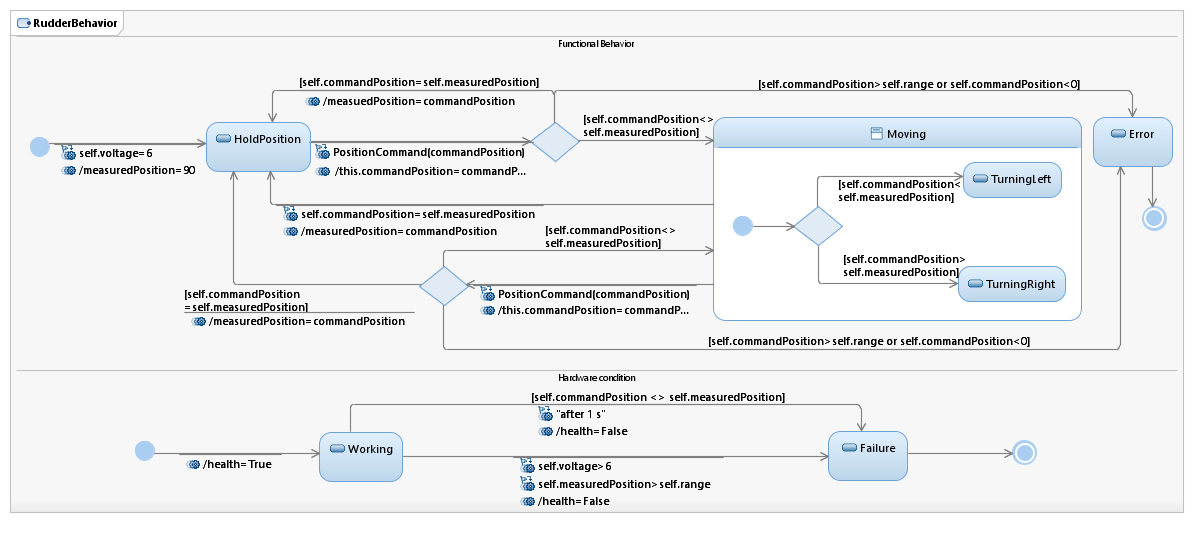 RudderBehavior
Functional Behavior
[self.commandPosition= self.measuredPosition]
/measuedPosition= commandPosition
[self.commandPosition> self.range or self.commandPosition<0]
[self.commandPosition<>
self.measuredPosition]
HoldPosition
Moving
Error
self.voltage= 6
/measuredPosition= 90
PositionCommand(commandPosition)
/this.commandPosition= commandP...
TurningLeft
[self.commandPosition<
self.measuredPosition]
self.commandPosition= self.measuredPosition
/measuredPosition= commandPosition
[self.commandPosition<>
self.measuredPosition]
[self.commandPosition>
self.measuredPosition]
TurningRight
[self.commandPosition
= self.measuredPosition]
/measuredPosition= commandPosition
PositionCommand(commandPosition)
/this.commandPosition= commandP...
[self.commandPosition> self.range or self.commandPosition<0]
Hardware condition
[self.commandPosition <> self.measuredPosition]
"after 1 s"
/health= False
Working
Failure
/health= True
self.voltage> 6
self.measuredPosition> self.range
/health= False